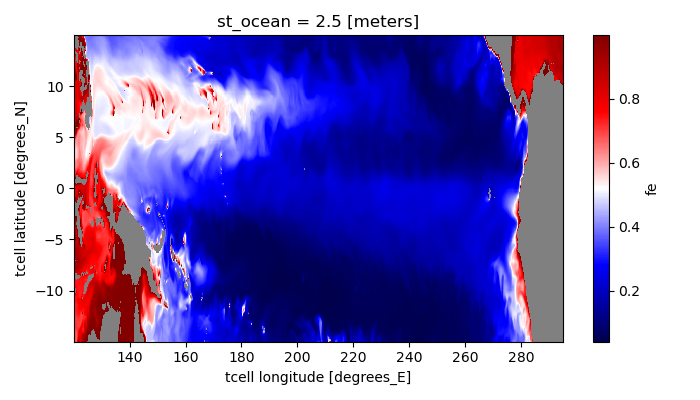 st_ocean = 2.5 [meters]
10
5
0
−5
−10
tcell latitude [degrees_N]
140 160 180 200 220 240 260 280
tcell longitude [degrees_E]
0.8
0.6
0.4
0.2
fe